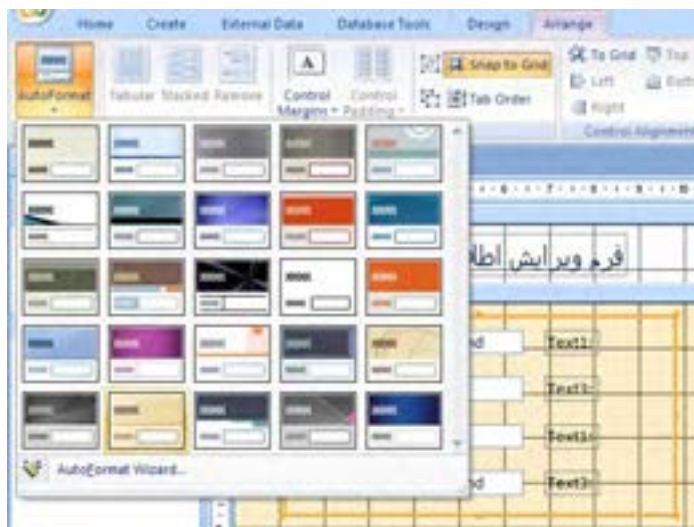 Home Create External Data Database Tools Design Arrange
AutoFormat Tabular Stacked Remove Control Margins Control Padding Snap to Grid Tab Order To Grid Top Left Right
Control Alignment
فرم ویرایش اطلا
Text1:
Text3:
AutoFormat Wizard...